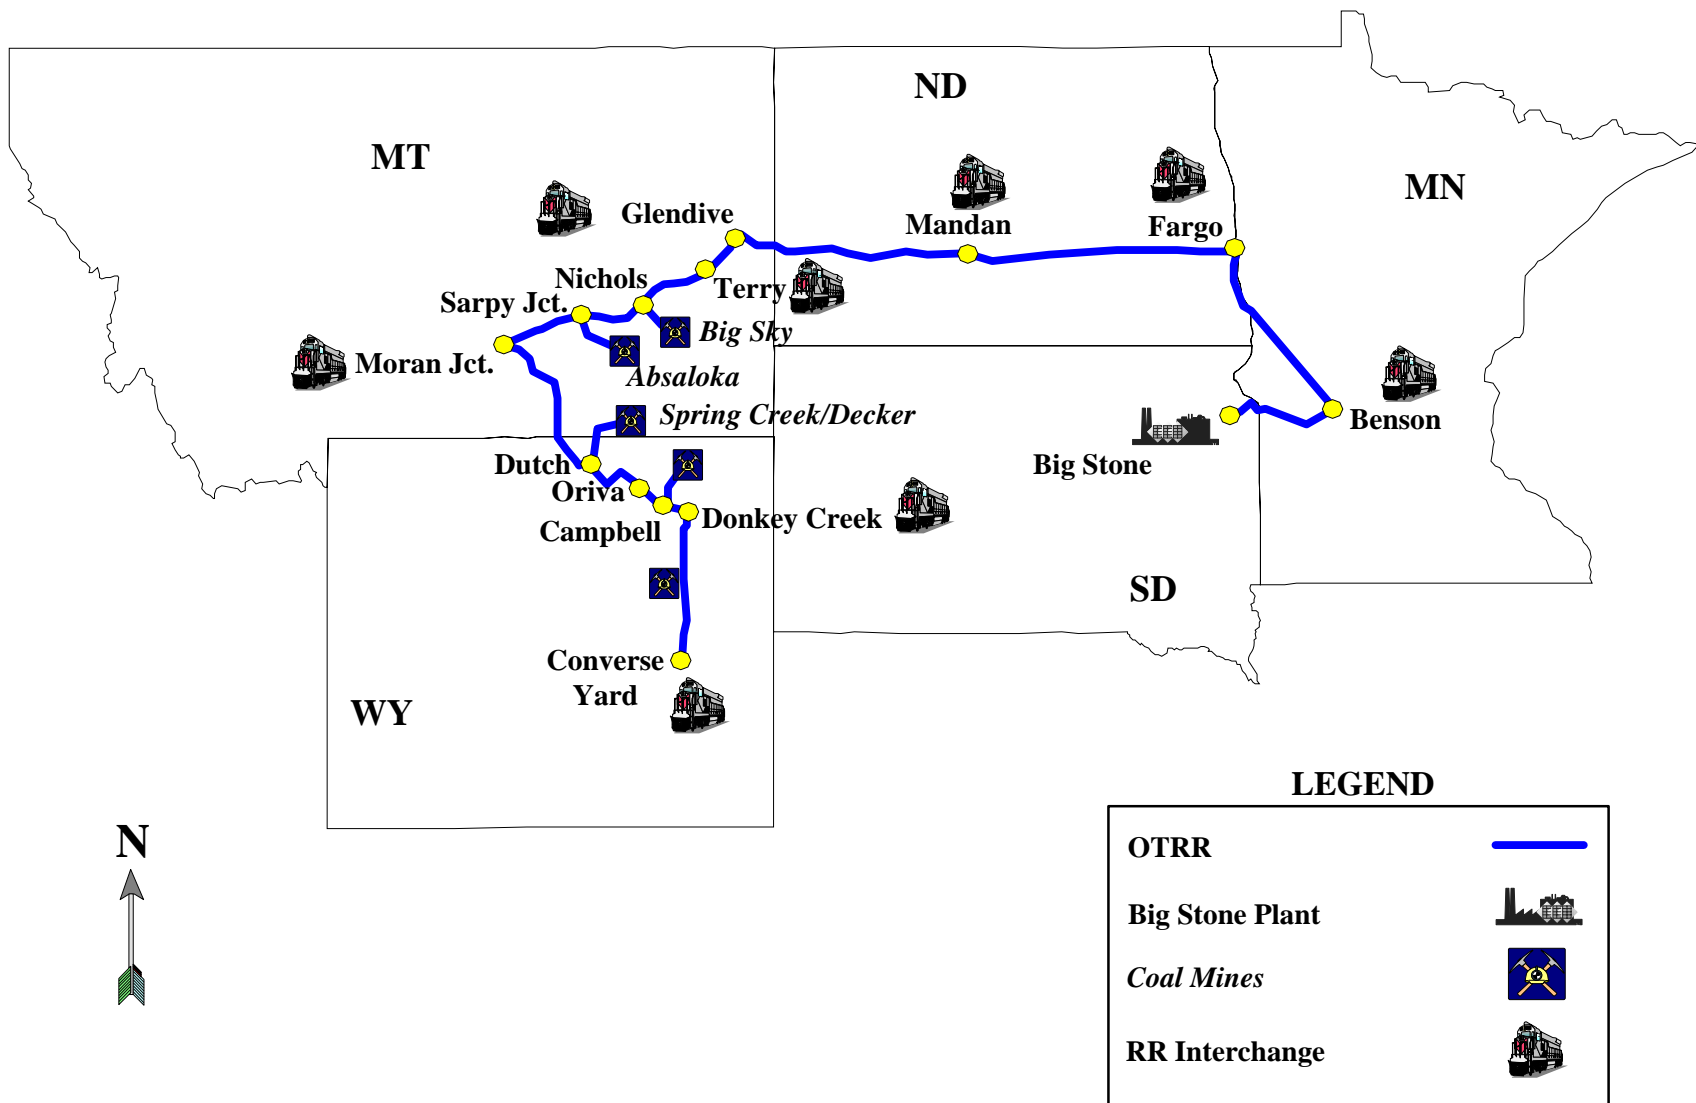 ND
MT
MN
Glendive
Mandan
Fargo
Nichols
Terry
Sarpy Jct.
Big Sky
Moran Jct.
Absaloka
Spring Creek/Decker
Benson
Dutch
Big Stone
Oriva
Campbell
Donkey Creek
SD
Converse
Yard
WY
LEGEND
N
OTRR
Big Stone Plant
Coal Mines
RR Interchange